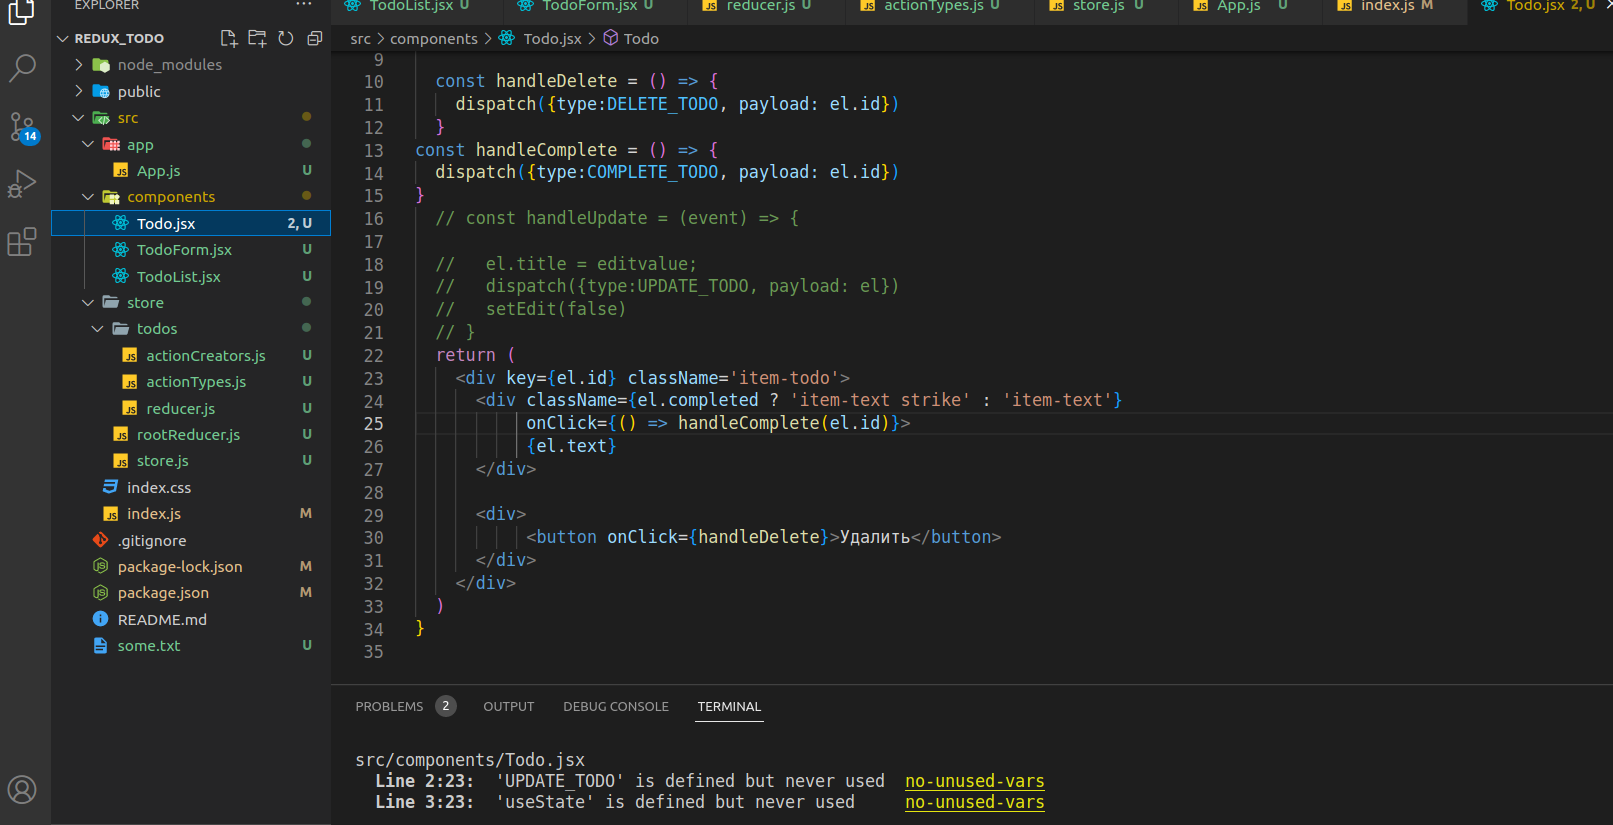 EXPLORER ...
TodoList.jsx U TodoForm.jsx U reducer.js U actionTypes.js U store.js U App.js U index.js M Todo.jsx 2, U
REDUX_TODO
src > components > Todo.jsx > Todo
node_modules
public
src
app
App.js U
components
Todo.jsx 2, U
TodoForm.jsx U
TodoList.jsx U
store
todos
actionCreators.js U
actionTypes.js U
reducer.js U
rootReducer.js U
store.js U
index.css
index.js M
.gitignore
package-lock.json M
package.json M
README.md
some.txt U
14
9
10 const handleDelete = () => {
11 dispatch({type:DELETE_TODO, payload: el.id})
12 }
13 const handleComplete = () => {
14 dispatch({type:COMPLETE_TODO, payload: el.id})
15 }
16 // const handleUpdate = (event) => {
17
18 // el.title = editvalue;
19 // dispatch({type:UPDATE_TODO, payload: el})
20 // setEdit(false)
21 // }
22 return (
23 <div key={el.id} className='item-todo'>
24 <div className={el.completed ? 'item-text strike' : 'item-text'}
25 onClick={() => handleComplete(el.id)}>
26 {el.text}
27 </div>
28
29 <div>
30 <button onClick={handleDelete}>Удалить</button>
31 </div>
32 </div>
33 )
34 }
35
PROBLEMS 2 OUTPUT DEBUG CONSOLE TERMINAL
src/components/Todo.jsx
Line 2:23: 'UPDATE_TODO' is defined but never used no-unused-vars
Line 3:23: 'useState' is defined but never used no-unused-vars